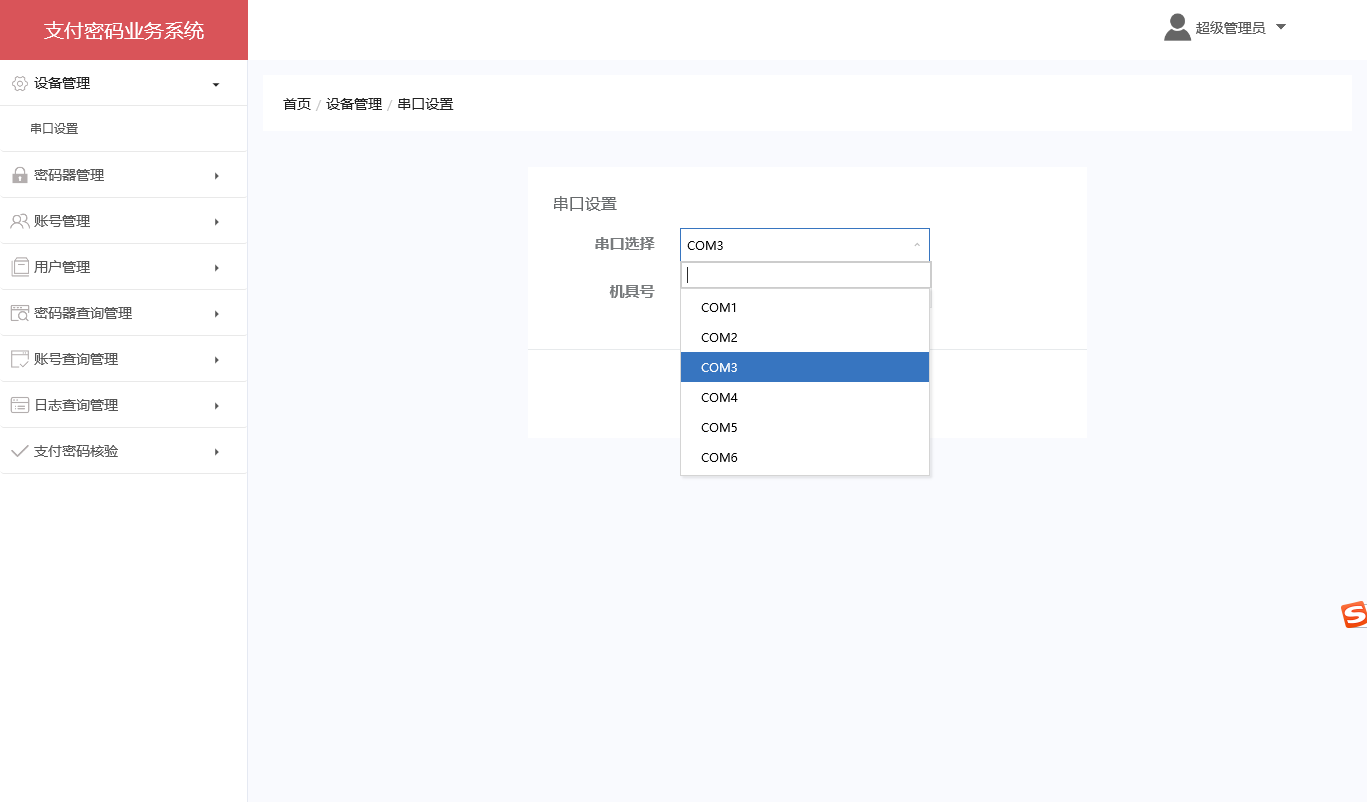 支付密码业务系统
超级管理员
设备管理
串口设置
密码器管理
账号管理
用户管理
密码器查询管理
账号查询管理
日志查询管理
支付密码核验
首页 / 设备管理 / 串口设置
串口设置
串口选择 COM3
机具号
COM1
COM2
COM3
COM4
COM5
COM6